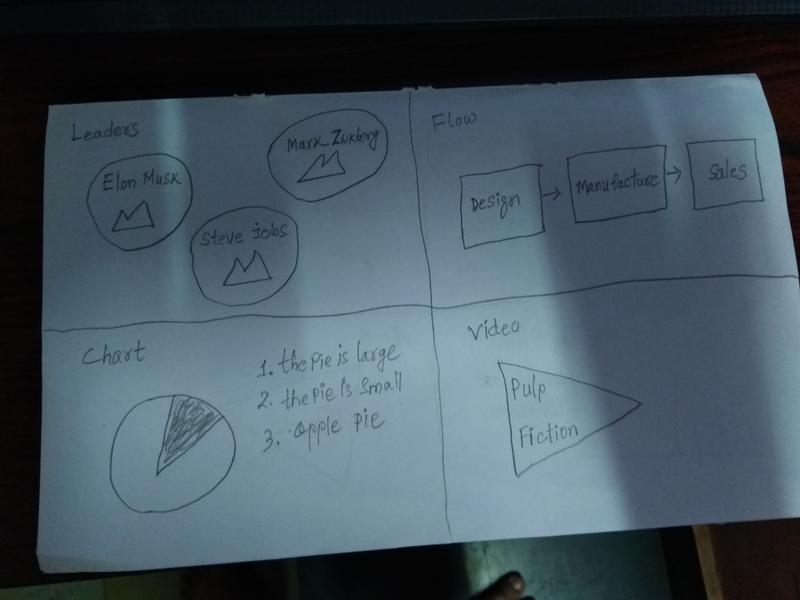 Leaders
Mark Zukberg
Elon Musk
Steve jobs
Flow
Design
Manufacture
Sales
Chart
1. the pie is large
2. the pie is small
3. apple pie
Video
Pulp
Fiction